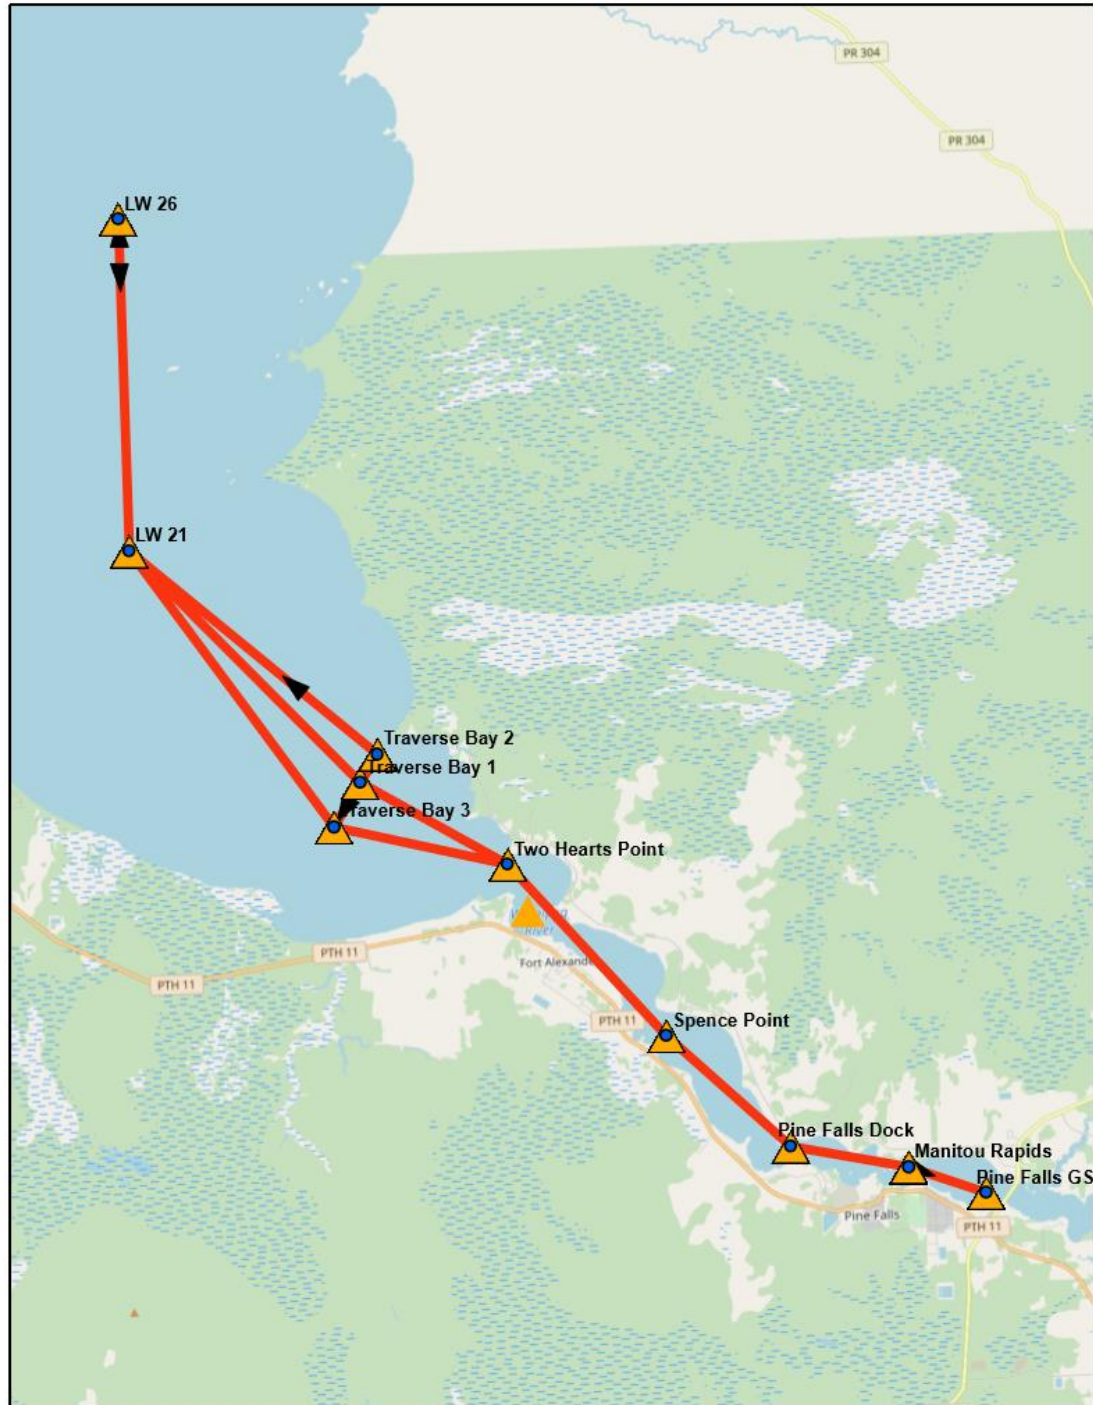 PR 304
PR 304
LW 26
LW 21
Traverse Bay 2
Traverse Bay 1
Traverse Bay 3
Two Hearts Point
River
Fort Alexander
PTH 11
PTH 11
PTH 11
Spence Point
Pine Falls Dock
Manitou Rapids
Pine Falls GS
Pine Falls
PTH 11